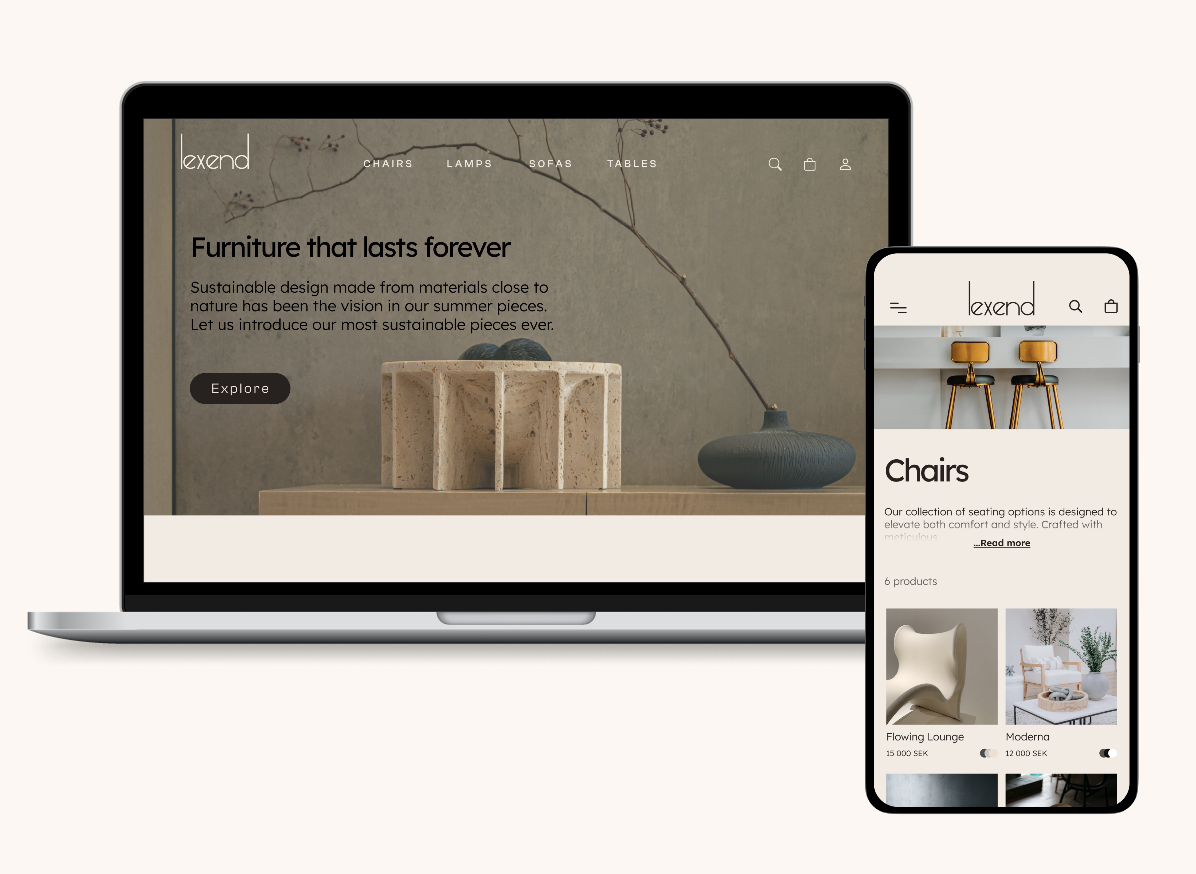 lexend
CHAIRS LAMPS SOFAS TABLES
Furniture that lasts forever
Sustainable design made from materials close to
nature has been the vision in our summer pieces.
Let us introduce our most sustainable pieces ever.
Explore
lexend
Chairs
Our collection of seating options is designed to
elevate both comfort and style. Crafted with
meticulous
...Read more
6 products
Flowing Lounge
15 000 SEK
Moderna
12 000 SEK